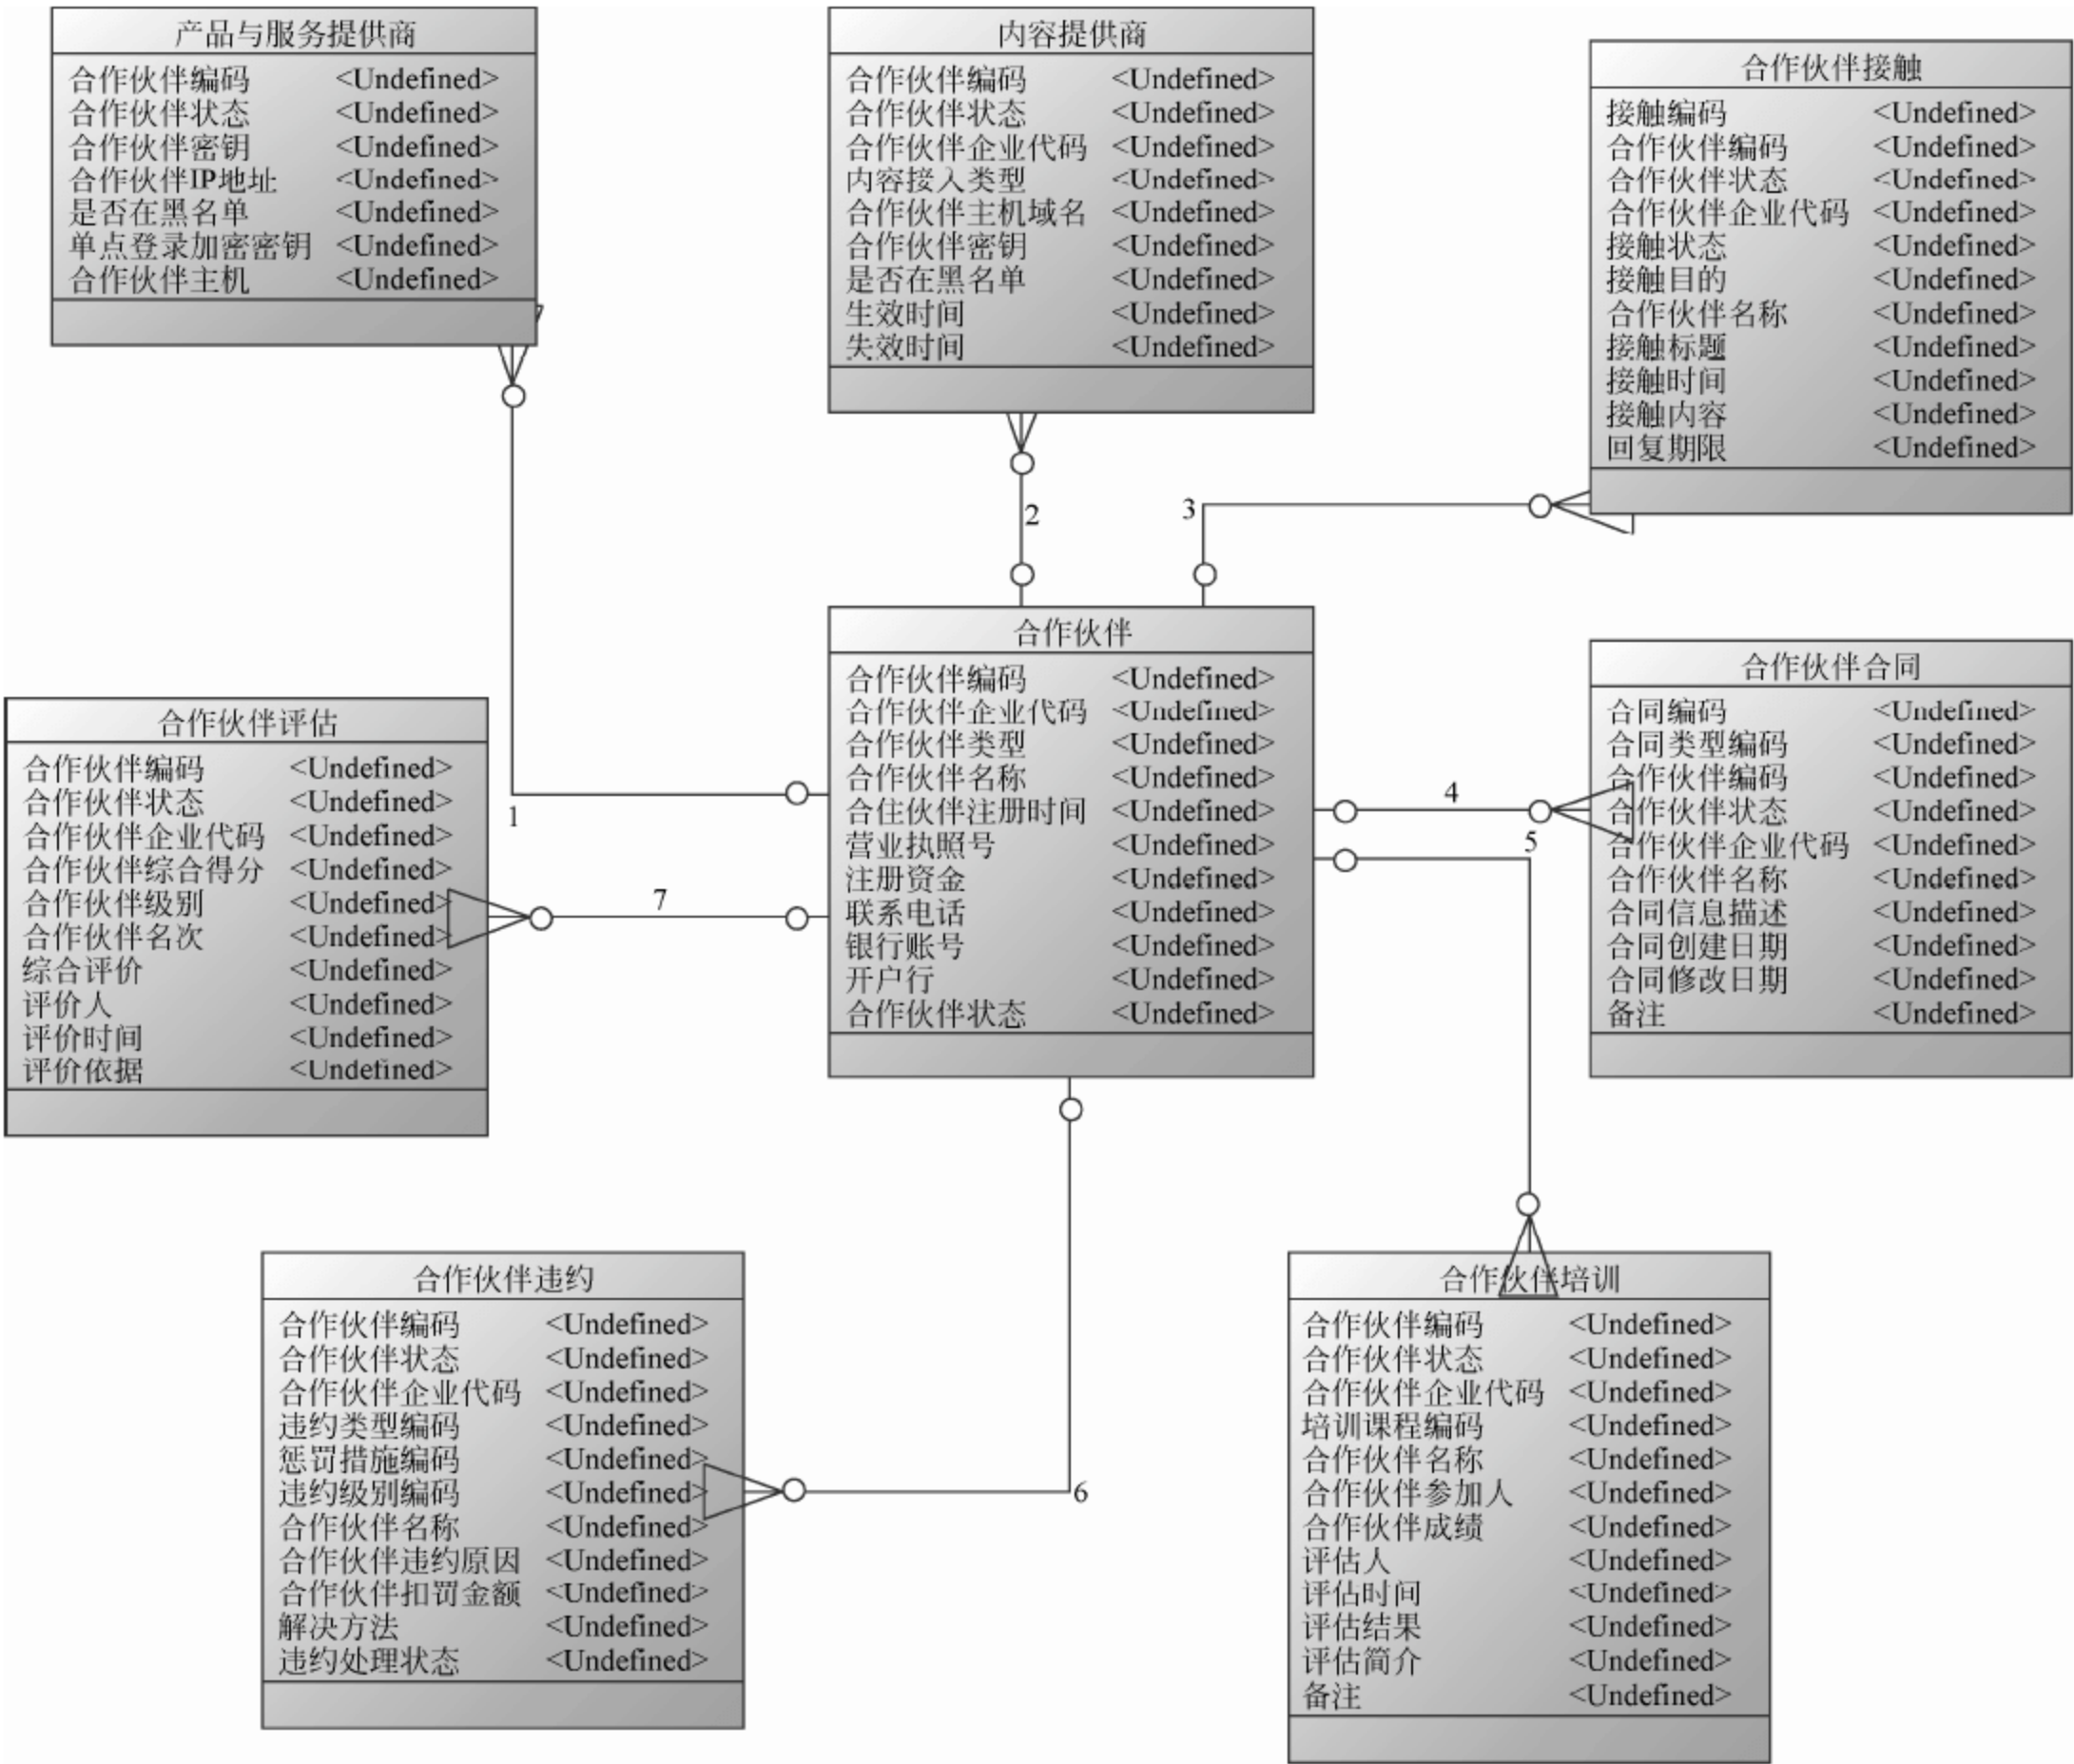 产品与服务提供商
合作伙伴编码 <Undefined>
合作伙伴状态 <Undefined>
合作伙伴密钥 <Undefined>
合作伙伴IP地址 <Undefined>
是否在黑名单 <Undefined>
单点登录加密密钥 <Undefined>
合作伙伴主机 <Undefined>
内容提供商
合作伙伴编码 <Undefined>
合作伙伴状态 <Undefined>
合作伙伴企业代码 <Undefined>
内容接入类型 <Undefined>
合作伙伴主机域名 <Undefined>
合作伙伴密钥 <Undefined>
是否在黑名单 <Undefined>
生效时间 <Undefined>
失效时间 <Undefined>
合作伙伴接触
接触编码 <Undefined>
合作伙伴编码 <Undefined>
合作伙伴状态 <Undefined>
合作伙伴企业代码 <Undefined>
接触状态 <Undefined>
接触目的 <Undefined>
合作伙伴名称 <Undefined>
接触标题 <Undefined>
接触时间 <Undefined>
接触内容 <Undefined>
回复期限 <Undefined>
2
3
合作伙伴
合作伙伴编码 <Undefined>
合作伙伴企业代码 <Undefined>
合作伙伴类型 <Undefined>
合作伙伴名称 <Undefined>
合住伙伴注册时间 <Undefined>
营业执照号 <Undefined>
注册资金 <Undefined>
联系电话 <Undefined>
银行账号 <Undefined>
开户行 <Undefined>
合作伙伴状态 <Undefined>
合作伙伴合同
合同编码 <Undefined>
合同类型编码 <Undefined>
合作伙伴编码 <Undefined>
合作伙伴状态 <Undefined>
合作伙伴企业代码 <Undefined>
合作伙伴名称 <Undefined>
合同信息描述 <Undefined>
合同创建日期 <Undefined>
合同修改日期 <Undefined>
备注 <Undefined>
合作伙伴评估
合作伙伴编码 <Undefined>
合作伙伴状态 <Undefined>
合作伙伴企业代码 <Undefined>
合作伙伴综合得分 <Undefined>
合作伙伴级别 <Undefined>
合作伙伴名次 <Undefined>
综合评价 <Undefined>
评价人 <Undefined>
评价时间 <Undefined>
评价依据 <Undefined>
1
4
5
7
合作伙伴违约
合作伙伴编码 <Undefined>
合作伙伴状态 <Undefined>
合作伙伴企业代码 <Undefined>
违约类型编码 <Undefined>
惩罚措施编码 <Undefined>
违约级别编码 <Undefined>
合作伙伴名称 <Undefined>
合作伙伴违约原因 <Undefined>
合作伙伴扣罚金额 <Undefined>
解决方法 <Undefined>
违约处理状态 <Undefined>
6
合作伙伴培训
合作伙伴编码 <Undefined>
合作伙伴状态 <Undefined>
合作伙伴企业代码 <Undefined>
培训课程编码 <Undefined>
合作伙伴名称 <Undefined>
合作伙伴参加人 <Undefined>
合作伙伴成绩 <Undefined>
评估人 <Undefined>
评估时间 <Undefined>
评估结果 <Undefined>
评估简介 <Undefined>
备注 <Undefined>